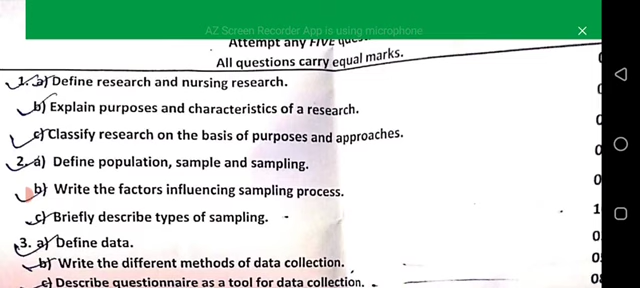 AZ Screen Recorder App is using microphone
Attempt any FIVE
All questions carry equal marks.
1. a) Define research and nursing research.
b) Explain purposes and characteristics of a research.
c) Classify research on the basis of purposes and approaches.
2. a) Define population, sample and sampling.
b) Write the factors influencing sampling process.
c) Briefly describe types of sampling.
3. a) Define data.
b) Write the different methods of data collection.
c) Describe questionnaire as a tool for data collection.